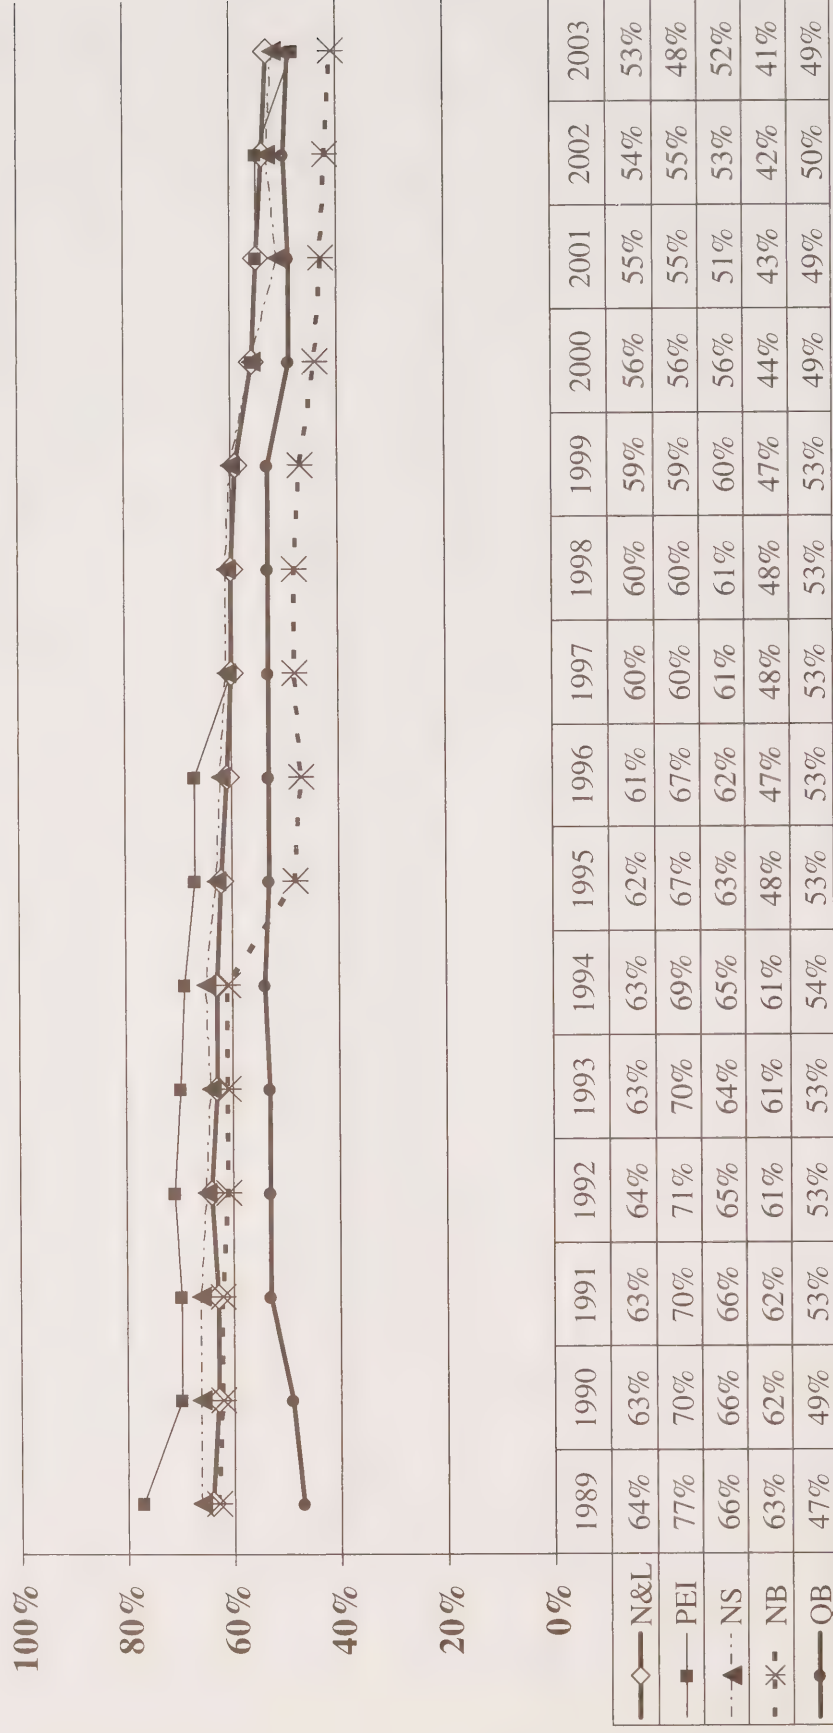 100%
80%
60%
40%
20%
0%
1989 1990 1991 1992 1993 1994 1995 1996 1997 1998 1999 2000 2001 2002 2003
N&L 64% 63% 63% 64% 63% 63% 62% 61% 60% 60% 59% 56% 55% 54% 53%
PEI 77% 70% 70% 71% 70% 69% 67% 67% 60% 60% 59% 56% 55% 55% 48%
NS 66% 66% 66% 65% 64% 65% 63% 62% 61% 61% 60% 56% 51% 53% 52%
NB 63% 62% 62% 61% 61% 61% 48% 47% 48% 48% 47% 44% 43% 42% 41%
QB 47% 49% 53% 53% 53% 54% 53% 53% 53% 53% 53% 49% 49% 50% 49%